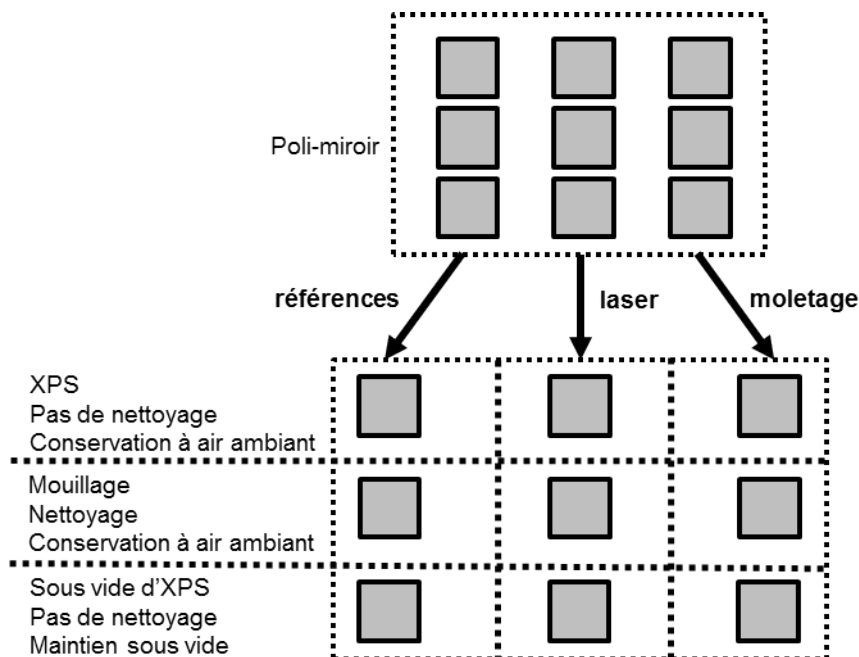 Poli-miroir
références
laser
moletage
XPS
Pas de nettoyage
Conservation à air ambiant
Mouillage
Nettoyage
Conservation à air ambiant
Sous vide d'XPS
Pas de nettoyage
Maintien sous vide